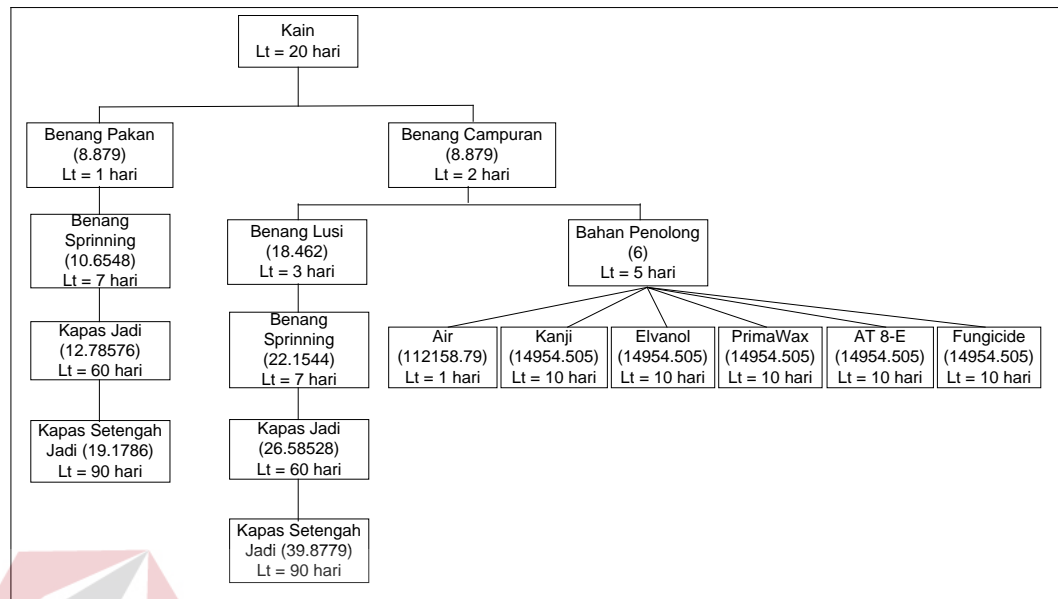 Kain
Lt = 20 hari
Benang Pakan
(8.879)
Lt = 1 hari
Benang Campuran
(8.879)
Lt = 2 hari
Benang
Sprinning
(10.6548)
Lt = 7 hari
Benang Lusi
(18.462)
Lt = 3 hari
Bahan Penolong
(6)
Lt = 5 hari
Kapas Jadi
(12.78576)
Lt = 60 hari
Benang
Sprinning
(22.1544)
Lt = 7 hari
Air
(112158.79)
Lt = 1 hari
Kanji
(14954.505)
Lt = 10 hari
Elvanol
(14954.505)
Lt = 10 hari
PrimaWax
(14954.505)
Lt = 10 hari
AT 8-E
(14954.505)
Lt = 10 hari
Fungicide
(14954.505)
Lt = 10 hari
Kapas Setengah
Jadi (19.1786)
Lt = 90 hari
Kapas Jadi
(26.58528)
Lt = 60 hari
Kapas Setengah
Jadi (39.8779)
Lt = 90 hari